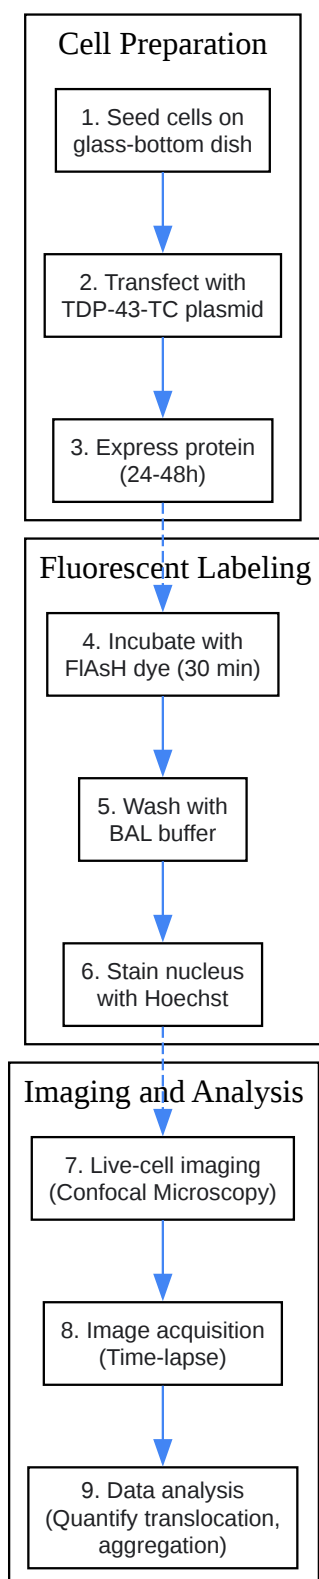 Cell Preparation
1. Seed cells on
glass-bottom dish
2. Transfect with
TDP-43-TC plasmid
3. Express protein
(24-48h)
Fluorescent Labeling
4. Incubate with
FlAsH dye (30 min)
5. Wash with
BAL buffer
6. Stain nucleus
with Hoechst
Imaging and Analysis
7. Live-cell imaging
(Confocal Microscopy)
8. Image acquisition
(Time-lapse)
9. Data analysis
(Quantify translocation,
aggregation)